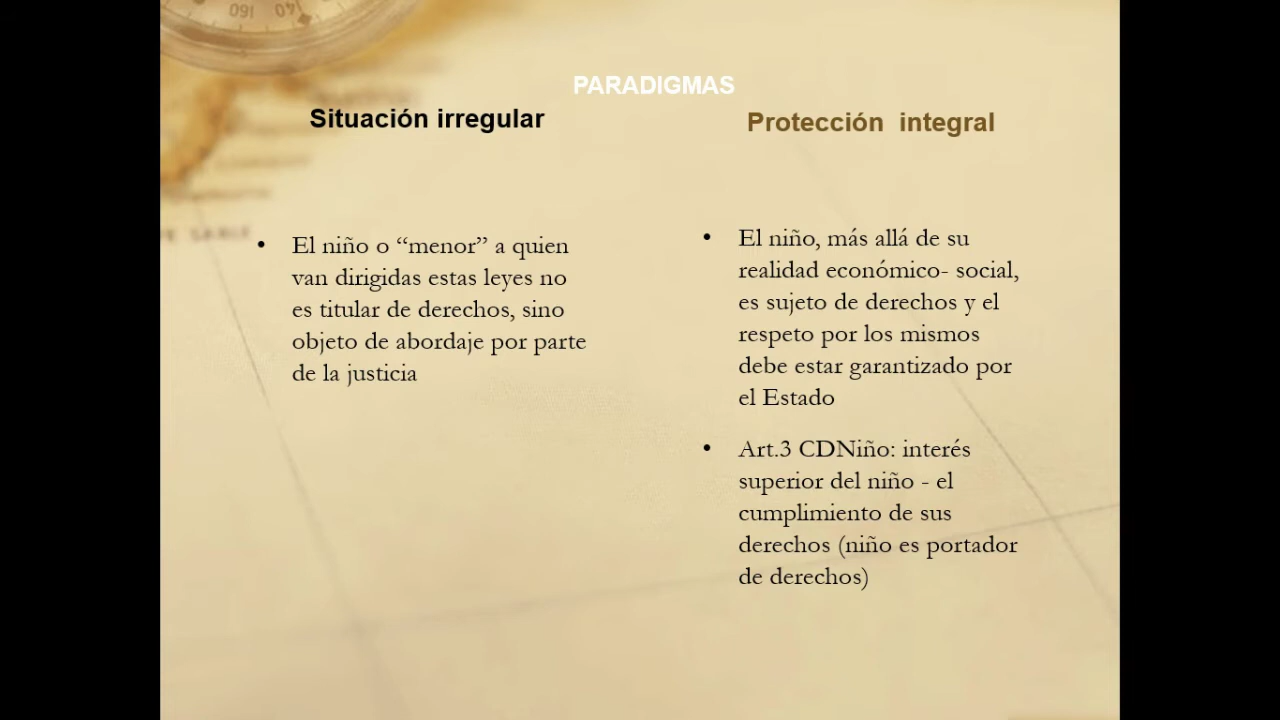 160
140
PARADIGMAS
Situación irregular
• El niño o “menor” a quien
van dirigidas estas leyes no
es titular de derechos, sino
objeto de abordaje por parte
de la justicia
Protección integral
• El niño, más allá de su
realidad económico- social,
es sujeto de derechos y el
respeto por los mismos
debe estar garantizado por
el Estado
• Art.3 CDNiño: interés
superior del niño - el
cumplimiento de sus
derechos (niño es portador
de derechos)